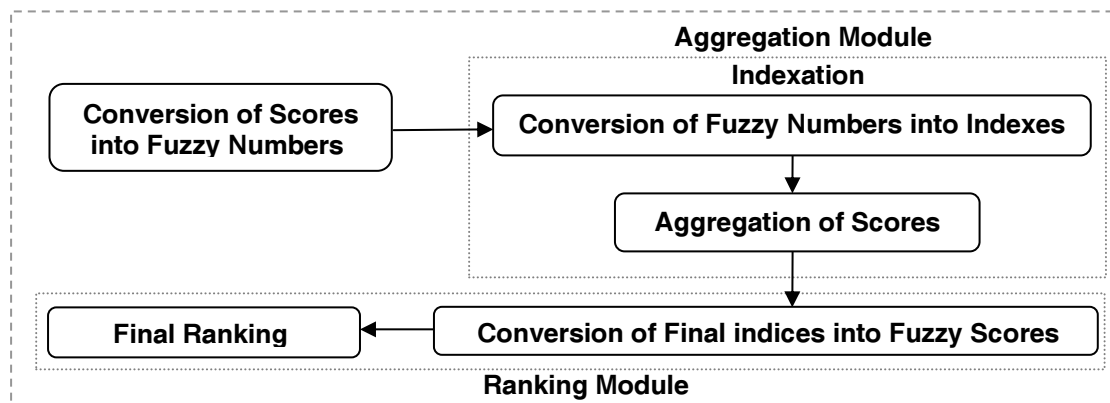 Aggregation Module
Indexation
Conversion of Scores
into Fuzzy Numbers
Conversion of Fuzzy Numbers into Indexes
Aggregation of Scores
Conversion of Final indices into Fuzzy Scores
Final Ranking
Ranking Module